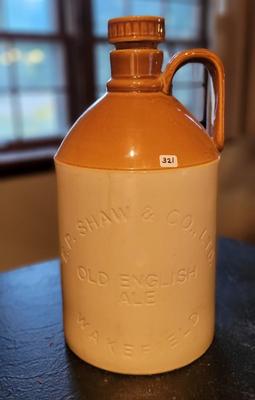 321
SHAW & CO., LTD
OLD ENGLISH
ALE
WAKEFIELD